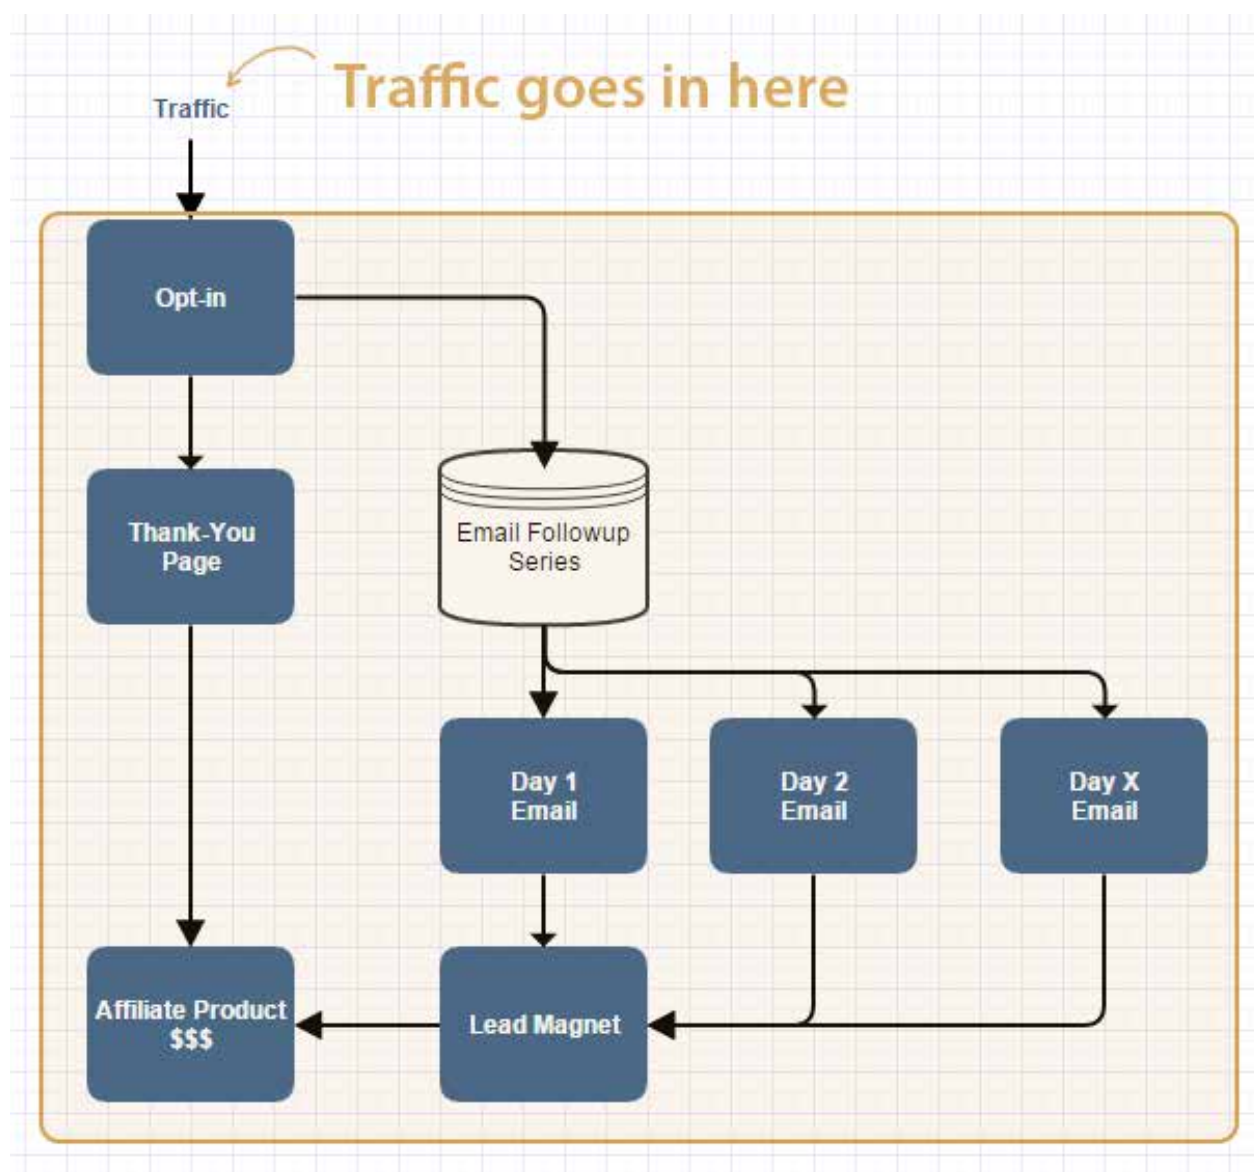 Traffic goes in here
Traffic
Opt-in
Thank-You
Page
Email Followup
Series
Day 1
Email
Day 2
Email
Day X
Email
Affiliate Product
$$$
Lead Magnet